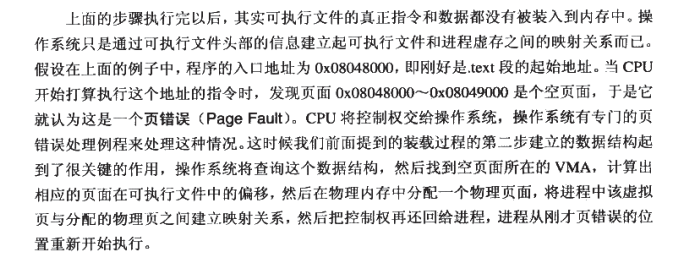 上面的步骤执行完以后，其实可执行文件的真正指令和数据都没有被装入到内存中。操
作系统只是通过可执行文件头部的信息建立起可执行文件和进程虚存之间的映射关系而已。
假设在上面的例子中，程序的入口地址为 0x08048000，即刚好是.text 段的起始地址。当 CPU
开始打算执行这个地址的指令时，发现页面 0x08048000～0x08049000 是个空页面，于是它
就认为这是一个页错误（Page Fault）。CPU 将控制权交给操作系统，操作系统有专门的页
错误处理例程来处理这种情况。这时候我们前面提到的装载过程的第二步建立的数据结构起
到了很关键的作用，操作系统将查询这个数据结构，然后找到空页面所在的 VMA，计算出
相应的页面在可执行文件中的偏移，然后在物理内存中分配一个物理页面，将进程中该虚拟
页与分配的物理页之间建立映射关系，然后把控制权再还回给进程，进程从刚才页错误的位
置重新开始执行。